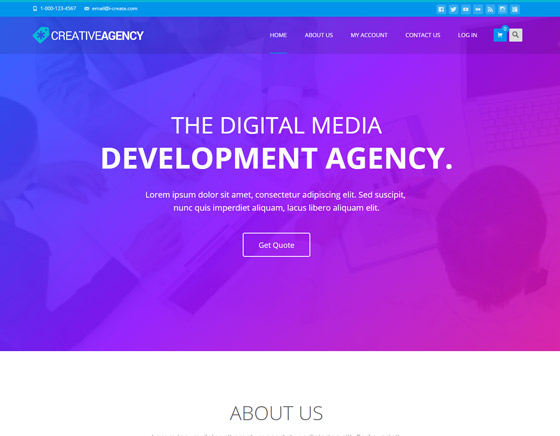 1-000-123-4567 email@i-create.com
CREATIVEAGENCY
HOME ABOUT US MY ACCOUNT CONTACT US LOG IN
THE DIGITAL MEDIA
DEVELOPMENT AGENCY.
Lorem ipsum dolor sit amet, consectetur adipiscing elit. Sed suscipit,
nunc quis imperdiet aliquam, lacus libero aliquam elit.
Get Quote
ABOUT US